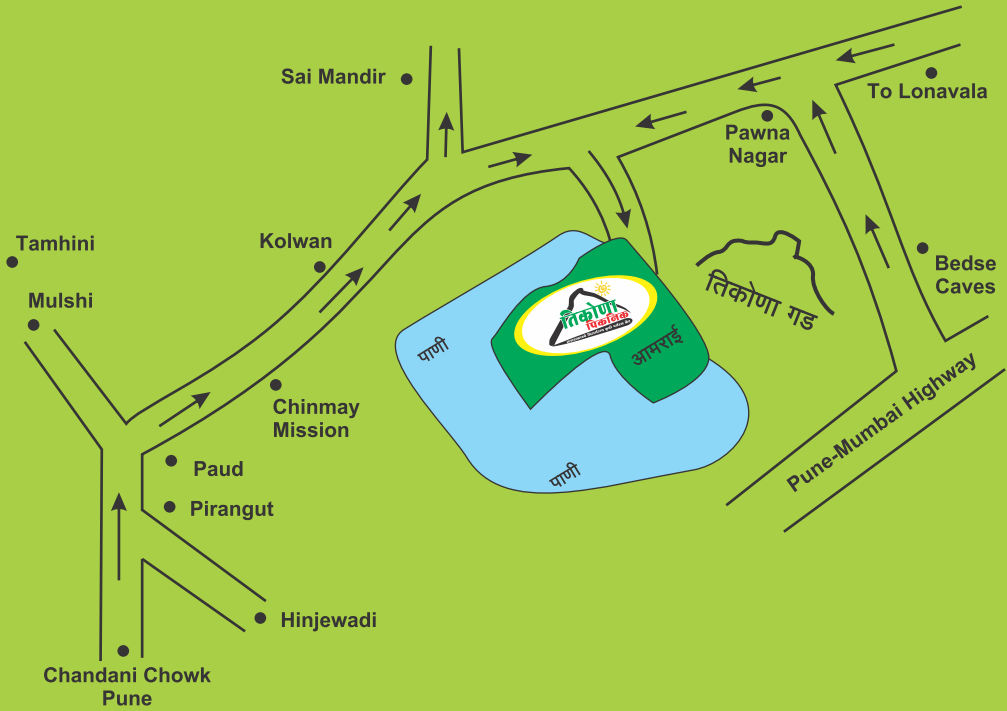 Sai Mandir
To Lonavala
Pawna
Nagar
Tamhini
Kolwan
Bedse
Caves
Mulshi
तिकोणा गड
तिकोणा
पिकनिक
पाणी
आमराई
Chinmay
Mission
Pune-Mumbai Highway
Paud
पाणी
Pirangut
Hinjewadi
Chandani Chowk
Pune